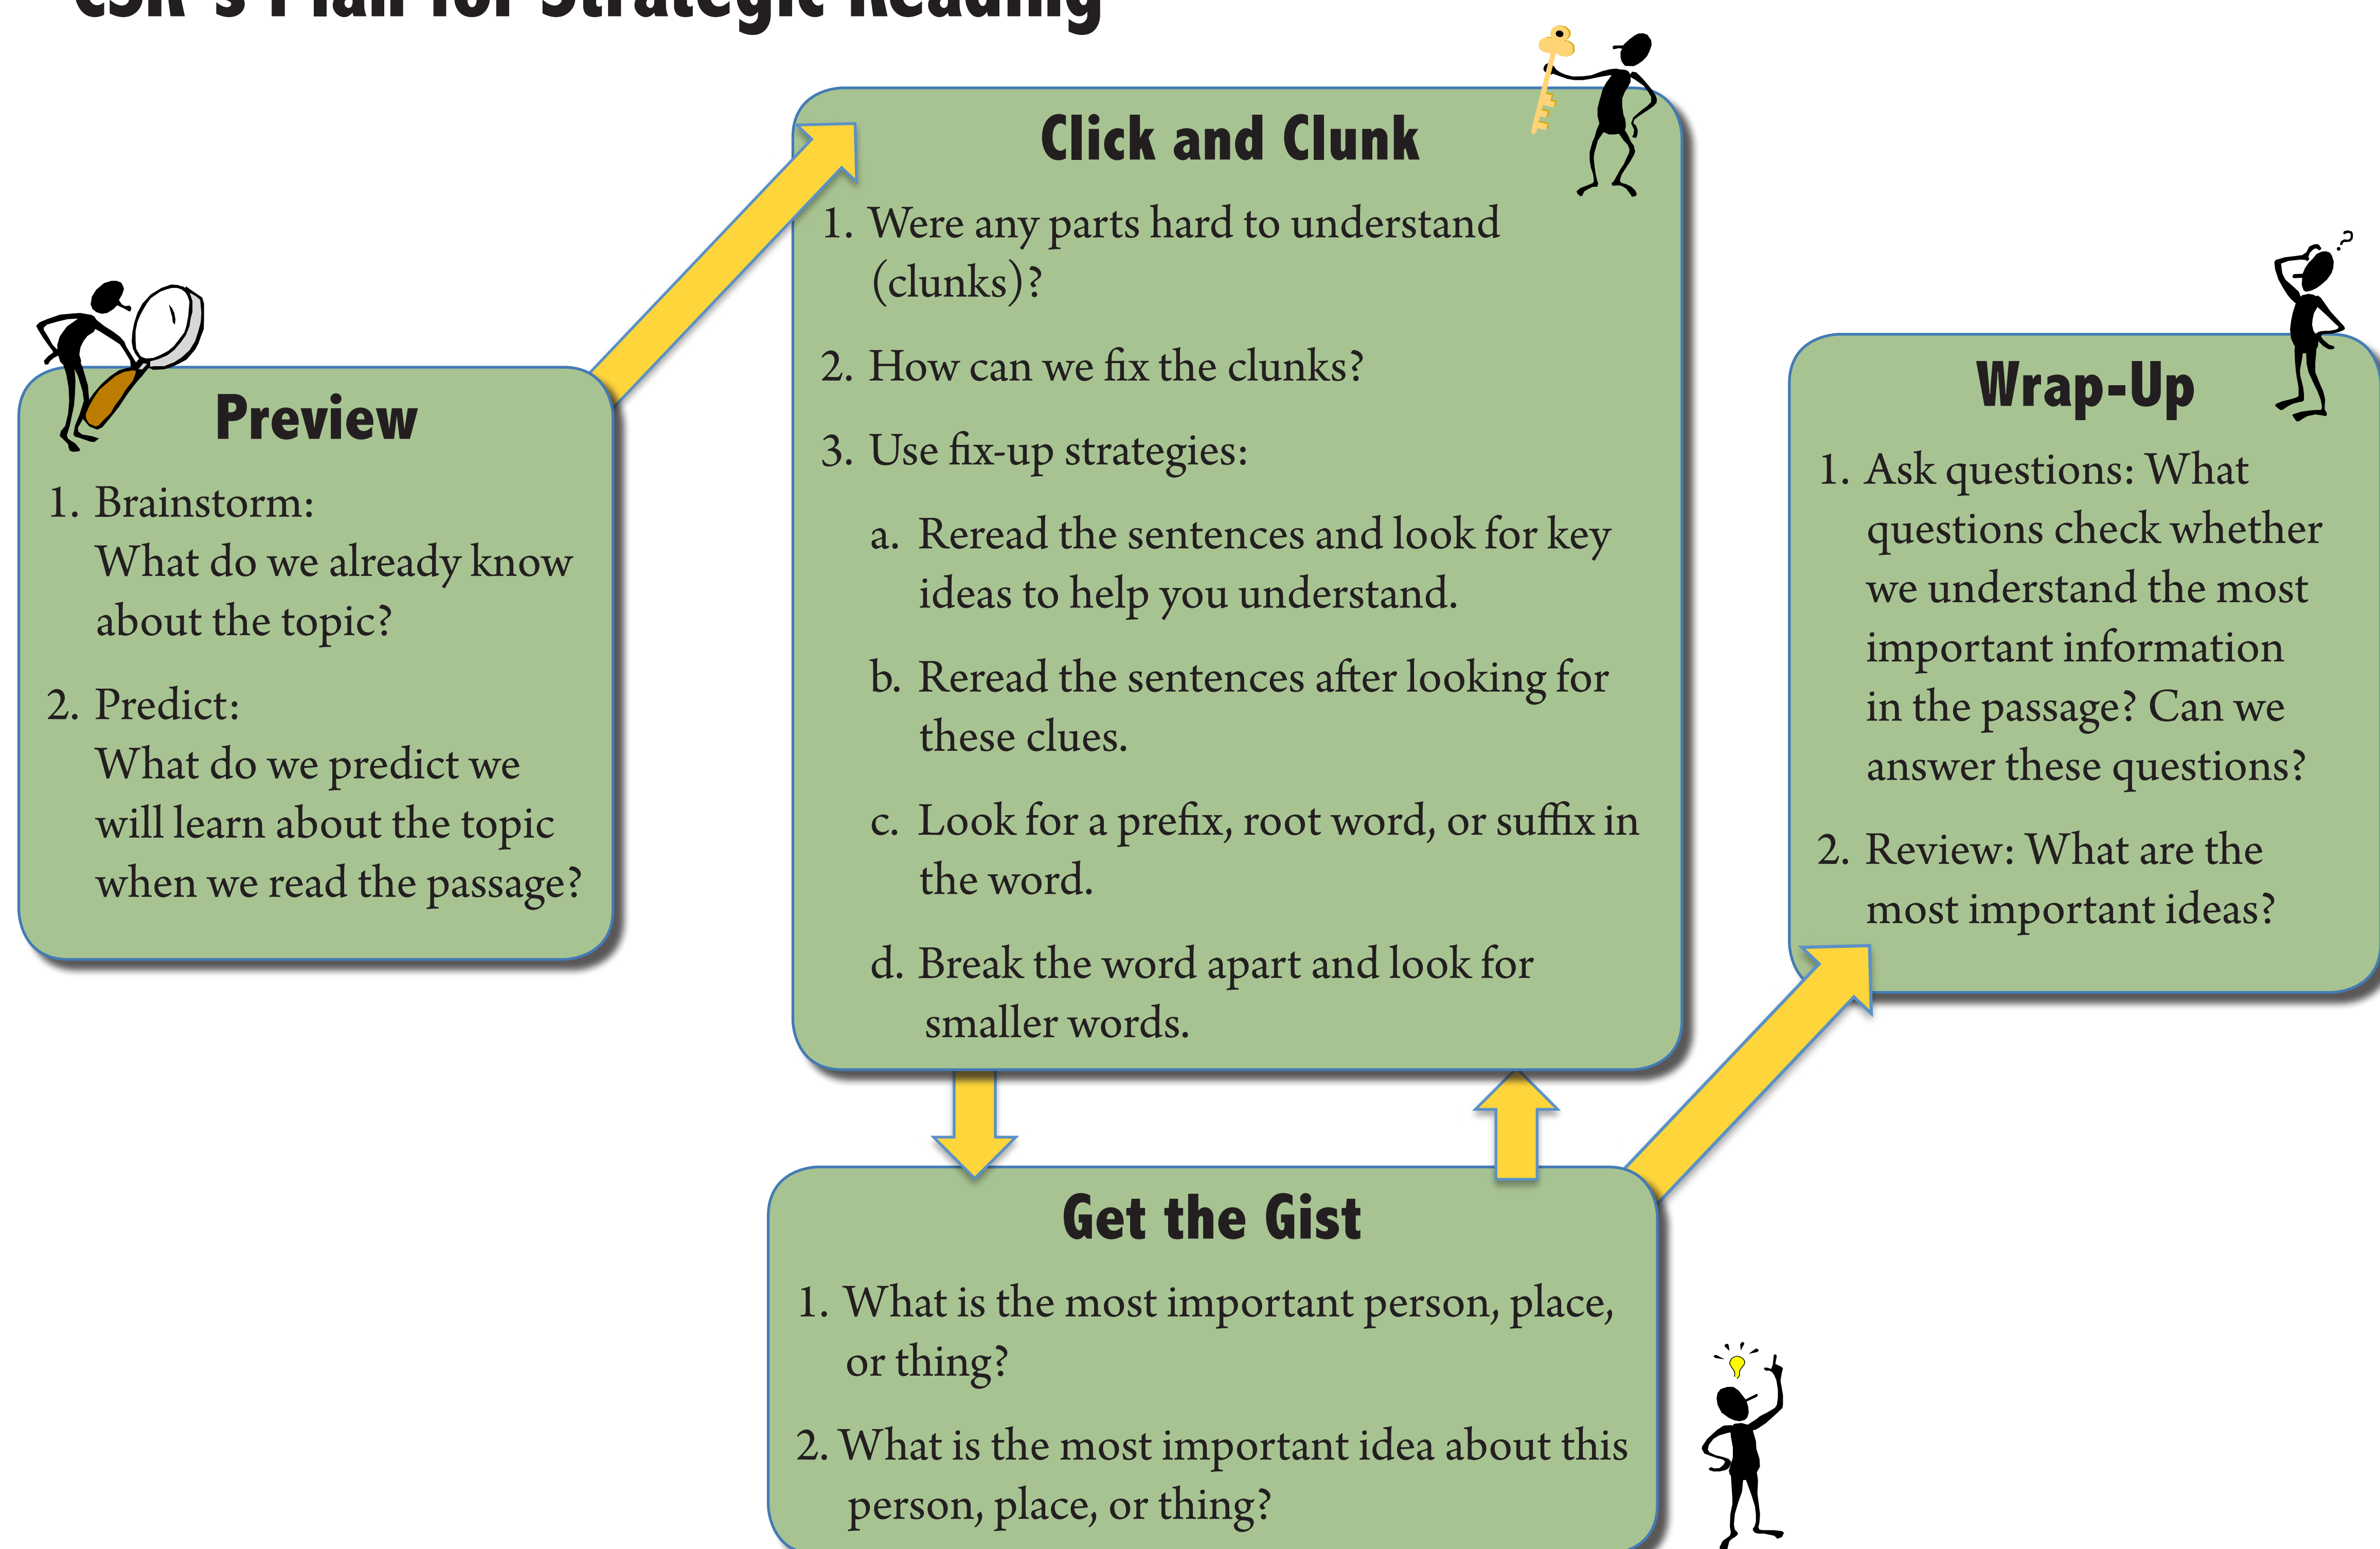 CSR's Plan for Strategic Reading
Preview
1. Brainstorm:
What do we already know
about the topic?
2. Predict:
What do we predict we
will learn about the topic
when we read the passage?
Click and Clunk
1. Were any parts hard to understand
(clunks)?
2. How can we fix the clunks?
3. Use fix-up strategies:
a. Reread the sentences and look for key
ideas to help you understand.
b. Reread the sentences after looking for
these clues.
c. Look for a prefix, root word, or suffix in
the word.
d. Break the word apart and look for
smaller words.
Get the Gist
1. What is the most important person, place,
or thing?
2. What is the most important idea about this
person, place, or thing?
?
Wrap-Up
1. Ask questions: What
questions check whether
we understand the most
important information
in the passage? Can we
answer these questions?
2. Review: What are the
most important ideas?